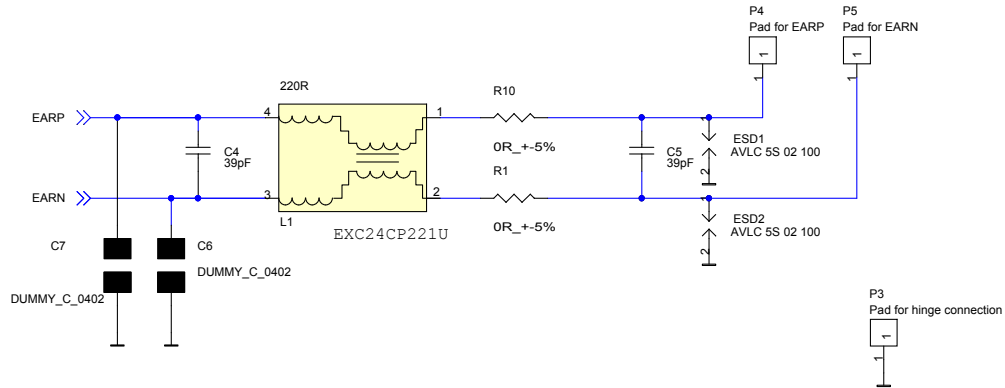 P4
Pad for EARP
1
1
P5
Pad for EARN
1
1
220R
EARP
4
1
R10
0R_+-5%
C4
39pF
C5
39pF
1
ESD1
AVLC 5S 02 100
2
EARN
3
2
R1
0R_+-5%
L1
EXC24CP221U
1
ESD2
AVLC 5S 02 100
2
C7
C6
DUMMY_C_0402
DUMMY_C_0402
P3
Pad for hinge connection
1
1